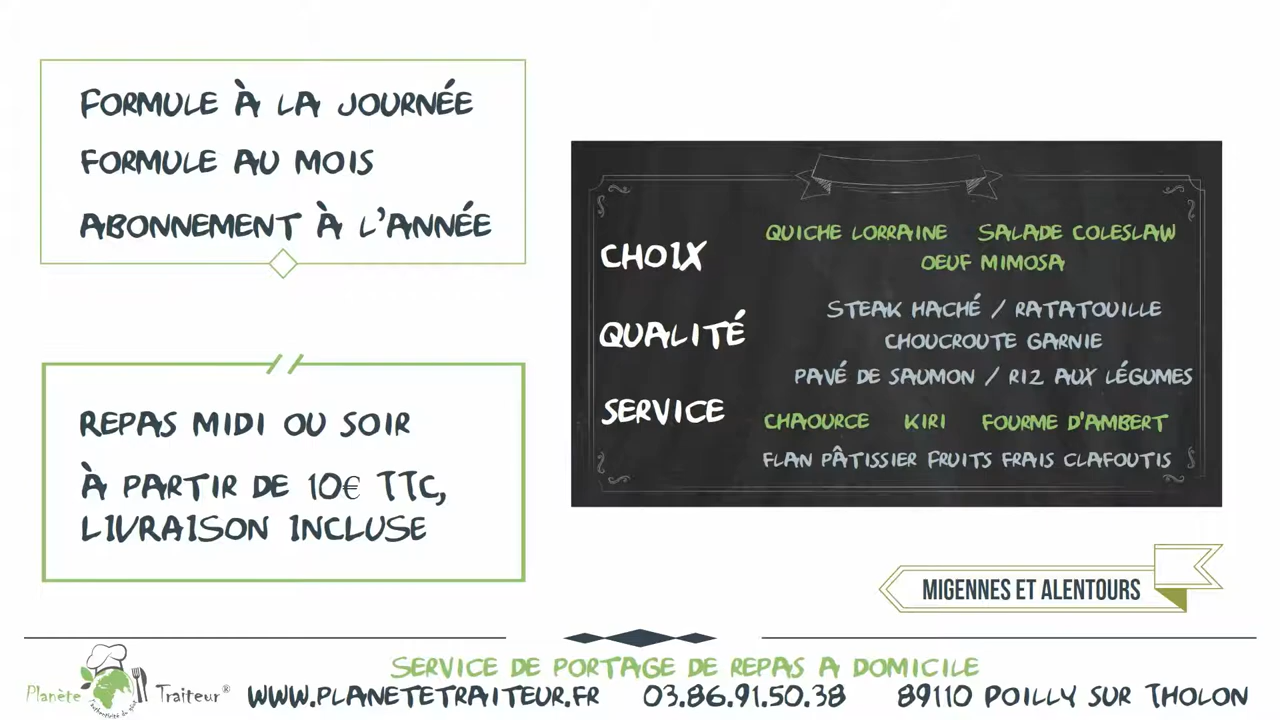 FORMULE À LA JOURNÉE
FORMULE AU MOIS
ABONNEMENT À L'ANNÉE
REPAS MIDI OU SOIR
À PARTIR DE 10€ TTC,
LIVRAISON INCLUSE
CHOIX
QUALITÉ
SERVICE
QUICHE LORRAINE SALADE COLESLAW
OEUF MIMOSA
STEAK HACHÉ / RATATOUILLE
CHOUCROUTE GARNIE
PAVÉ DE SAUMON / RIZ AUX LÉGUMES
CHAOURCE KIRI FOURME D'AMBERT
FLAN PÂTISSIER FRUITS FRAIS CLAFOUTIS
MIGENNES ET ALENTOURS
SERVICE DE PORTAGE DE REPAS A DOMICILE
Planète Traiteur®
l'authenticité du goût
WWW.PLANETETRAITEUR.FR 03.86.91.50.38 89110 POILLY SUR THOLON